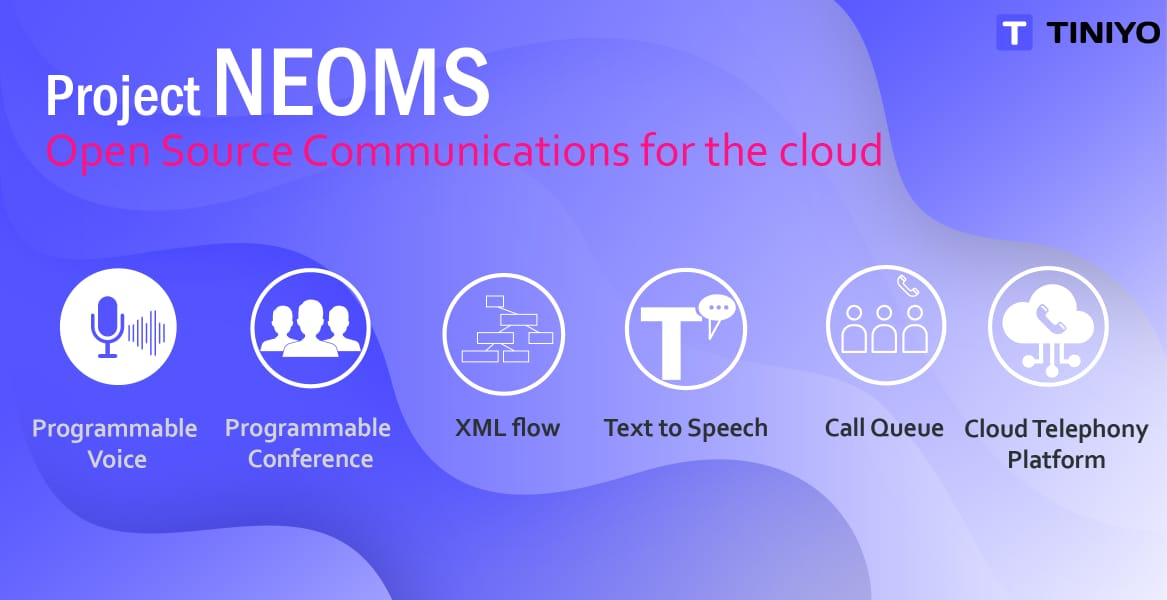 T TINIYO
Project NEOMS
Open Source Communications for the cloud
Programmable
Voice
Programmable
Conference
XML flow
T
Text to Speech
Call Queue
Cloud Telephony
Platform